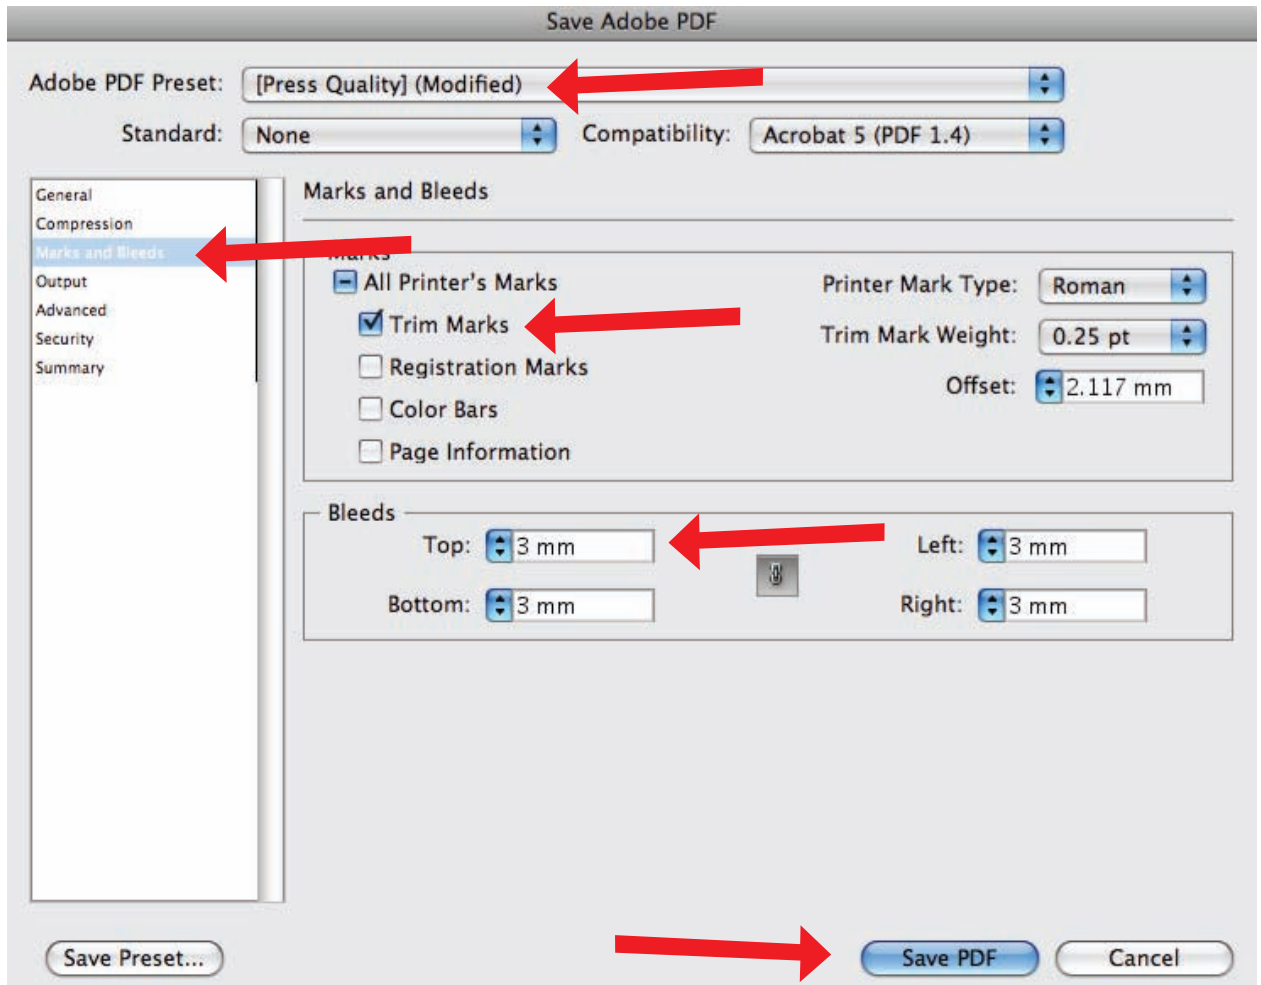 Save Adobe PDF
Adobe PDF Preset: [Press Quality] (Modified)
Standard: None Compatibility: Acrobat 5 (PDF 1.4)
General
Compression
Marks and Bleeds
Output
Advanced
Security
Summary
Marks and Bleeds
Marks
All Printer's Marks
Trim Marks
Registration Marks
Color Bars
Page Information
Printer Mark Type: Roman
Trim Mark Weight: 0.25 pt
Offset: 2.117 mm
Bleeds
Top: 3 mm Left: 3 mm
Bottom: 3 mm Right: 3 mm
Save Preset... Save PDF Cancel